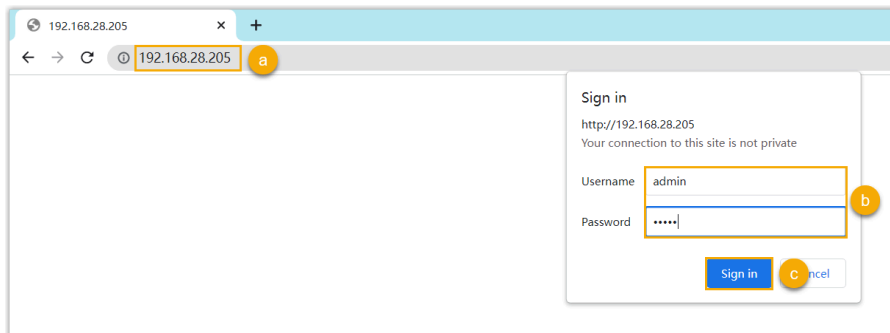 192.168.28.205
192.168.28.205 a
Sign in
http://192.168.28.205
Your connection to this site is not private
Username admin
b
Password •••••
Sign in c ncel